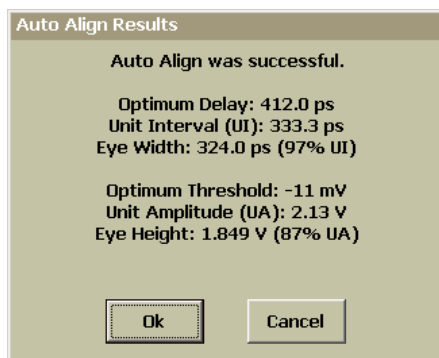 Auto Align Results
Auto Align was successful.
Optimum Delay: 412.0 ps
Unit Interval (UI): 333.3 ps
Eye Width: 324.0 ps (97% UI)
Optimum Threshold: -11 mV
Unit Amplitude (UA): 2.13 V
Eye Height: 1.849 V (87% UA)
Ok
Cancel